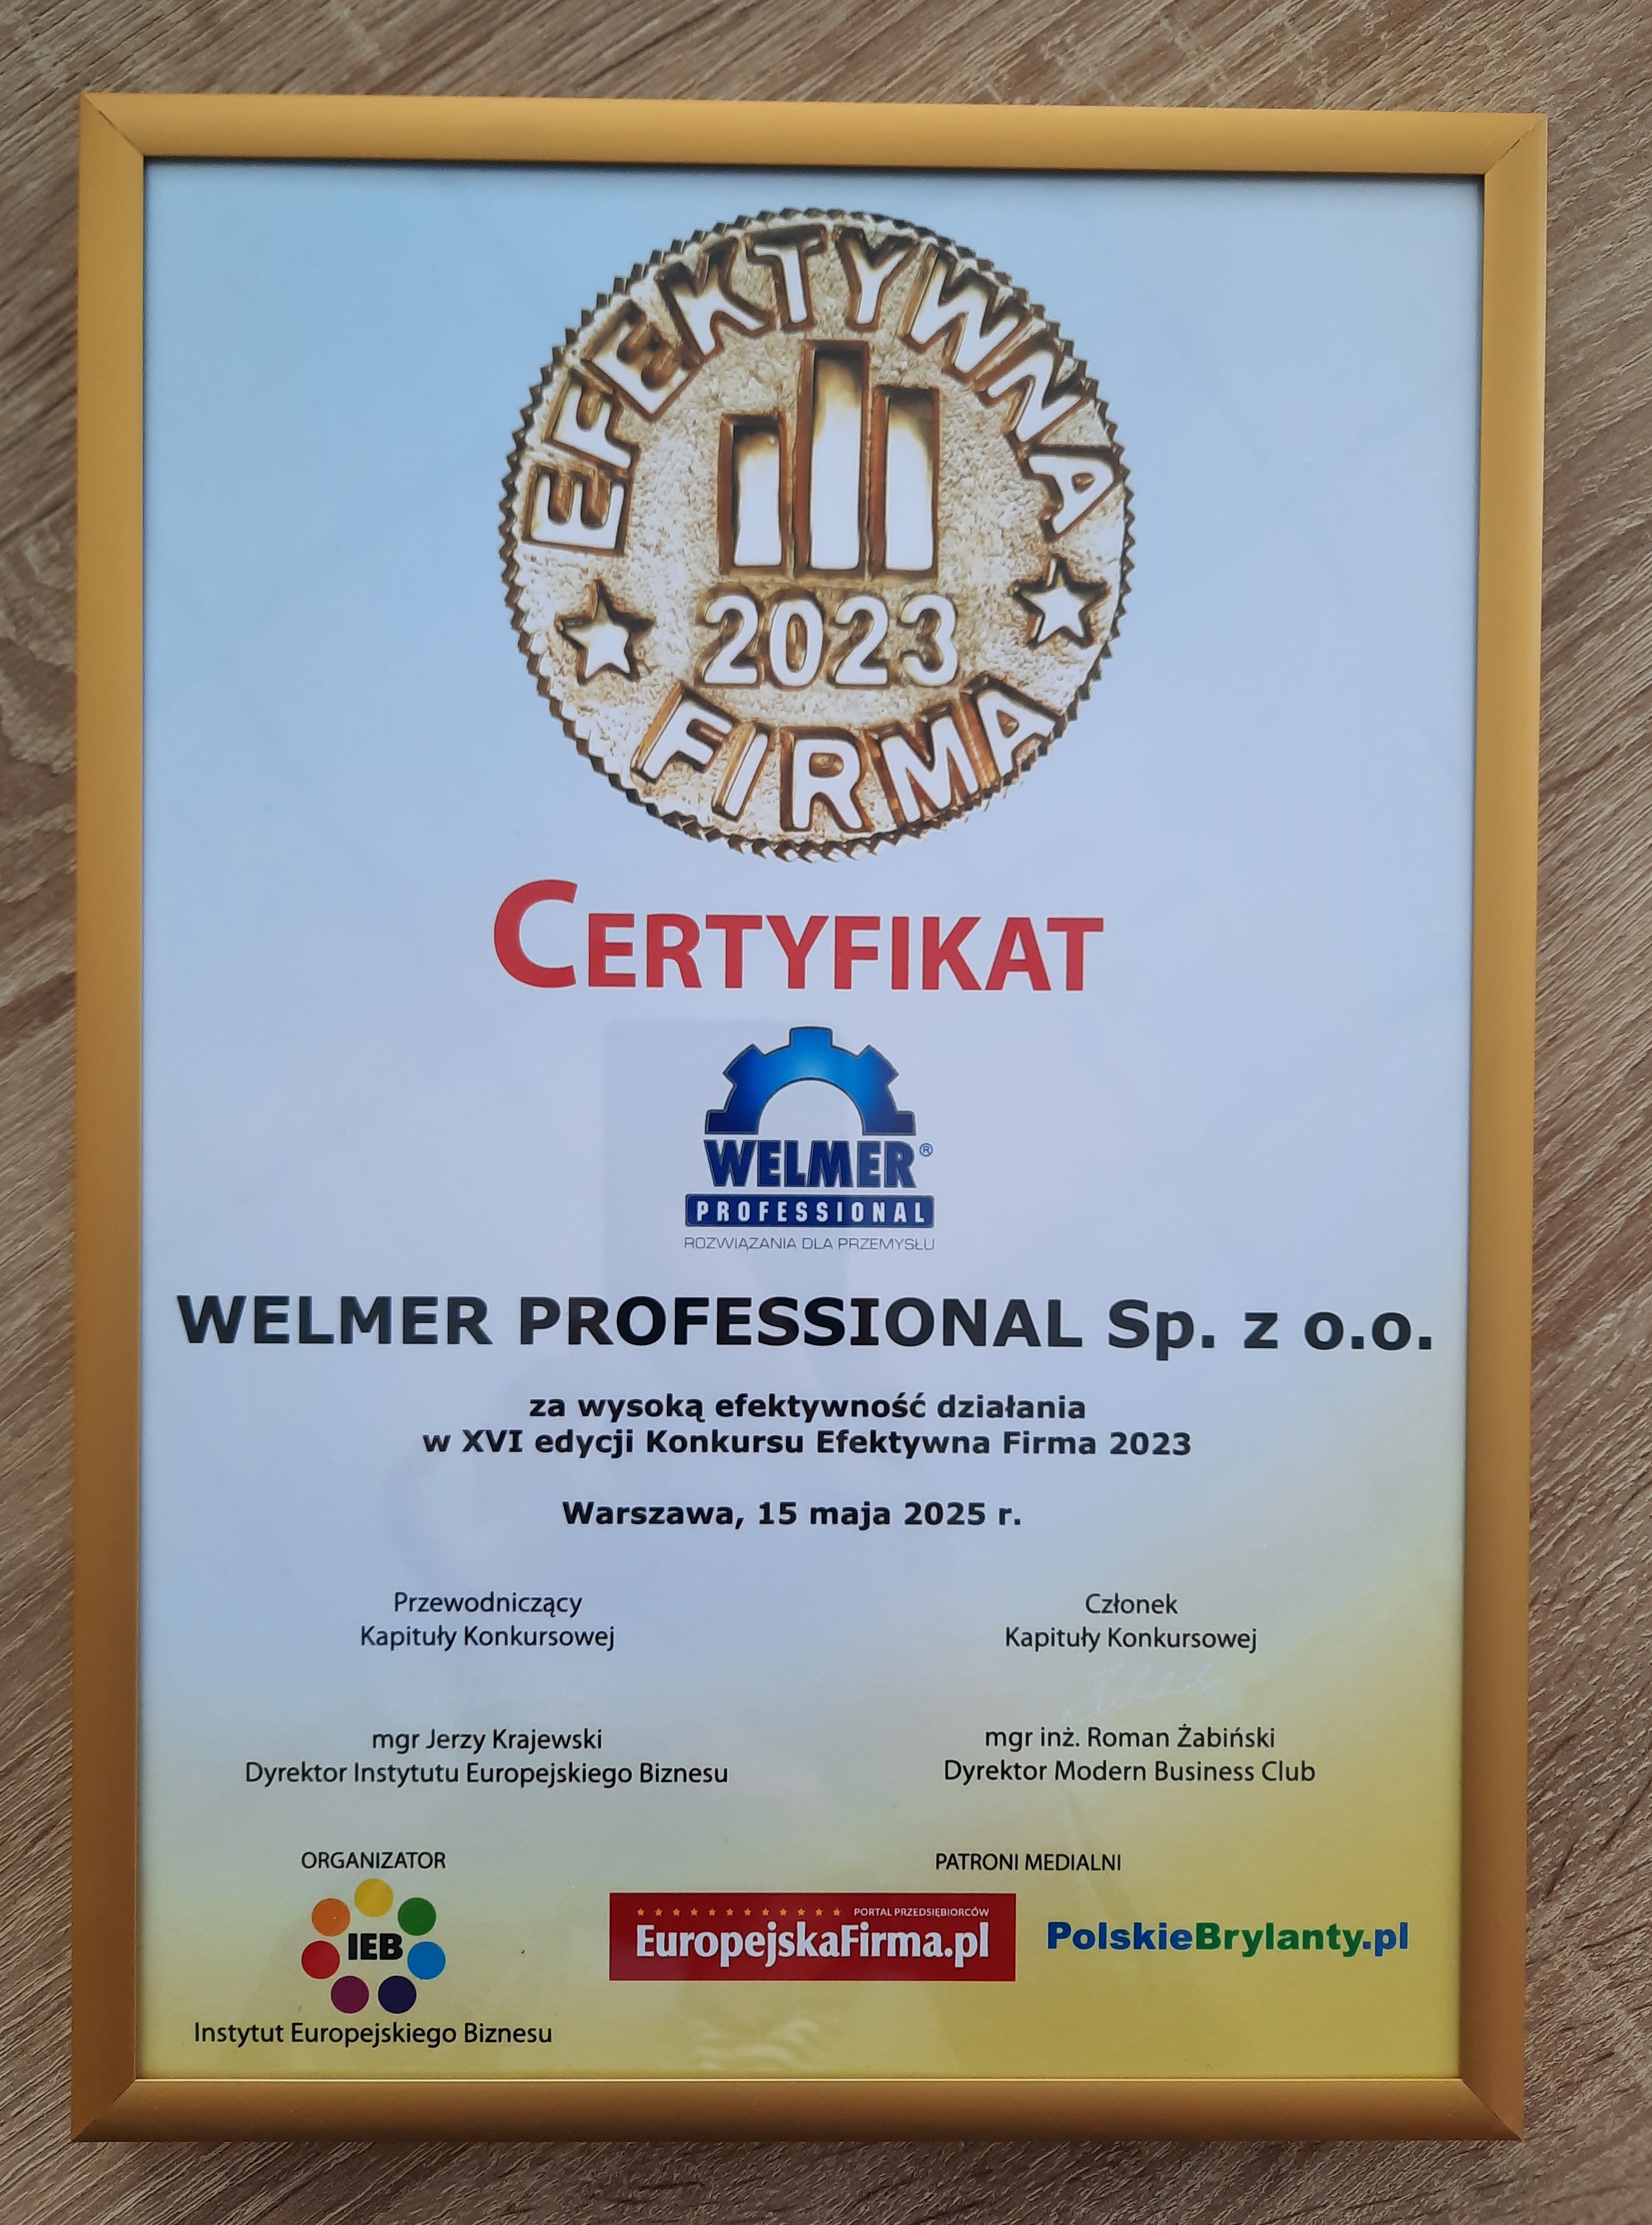 EFEKTYWNA
2023
FIRMA
CERTYFIKAT
WELMER®
PROFESSIONAL
ROZWIĄZANIA DLA PRZEMYSŁU
WELMER PROFESSIONAL Sp. z o.o.
za wysoką efektywność działania
w XVI edycji Konkursu Efektywna Firma 2023
Warszawa, 15 maja 2025 r.
Przewodniczący
Kapituły Konkursowej
mgr Jerzy Krajewski
Dyrektor Instytutu Europejskiego Biznesu
Członek
Kapituły Konkursowej
mgr inż. Roman Żabiński
Dyrektor Modern Business Club
ORGANIZATOR
IEB
Instytut Europejskiego Biznesu
PATRONI MEDIALNI
PORTAL PRZEDSIĘBIORCÓW
EuropejskaFirma.pl
PolskieBrylanty.pl